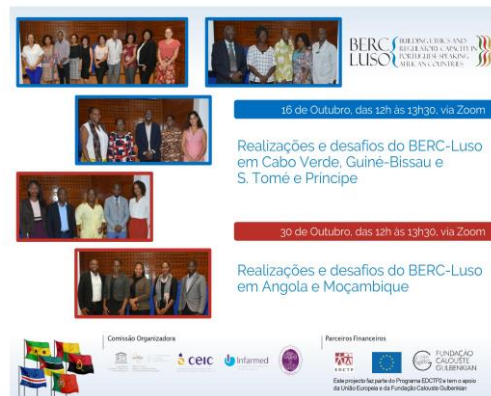 BERC
LUSO
BUILDING ETHICS AND
REGULATORY CAPACITY IN
PORTUGUESE-SPEAKING
AFRICAN COUNTRIES
16 de Outubro, das 12h às 13h30, via Zoom
Realizações e desafios do BERC-Luso
em Cabo Verde, Guiné-Bissau e
S. Tomé e Príncipe
30 de Outubro, das 12h às 13h30, via Zoom
Realizações e desafios do BERC-Luso
em Angola e Moçambique
Comissão Organizadora
Parceiros Financeiros
ceic
Infarmed
EDCTP
FUNDAÇÃO
CALOUSTE
GULBENKIAN
Este projecto faz parte do Programa EDCTP2 e tem o apoio
da União Europeia e da Fundação Calouste Gulbenkian